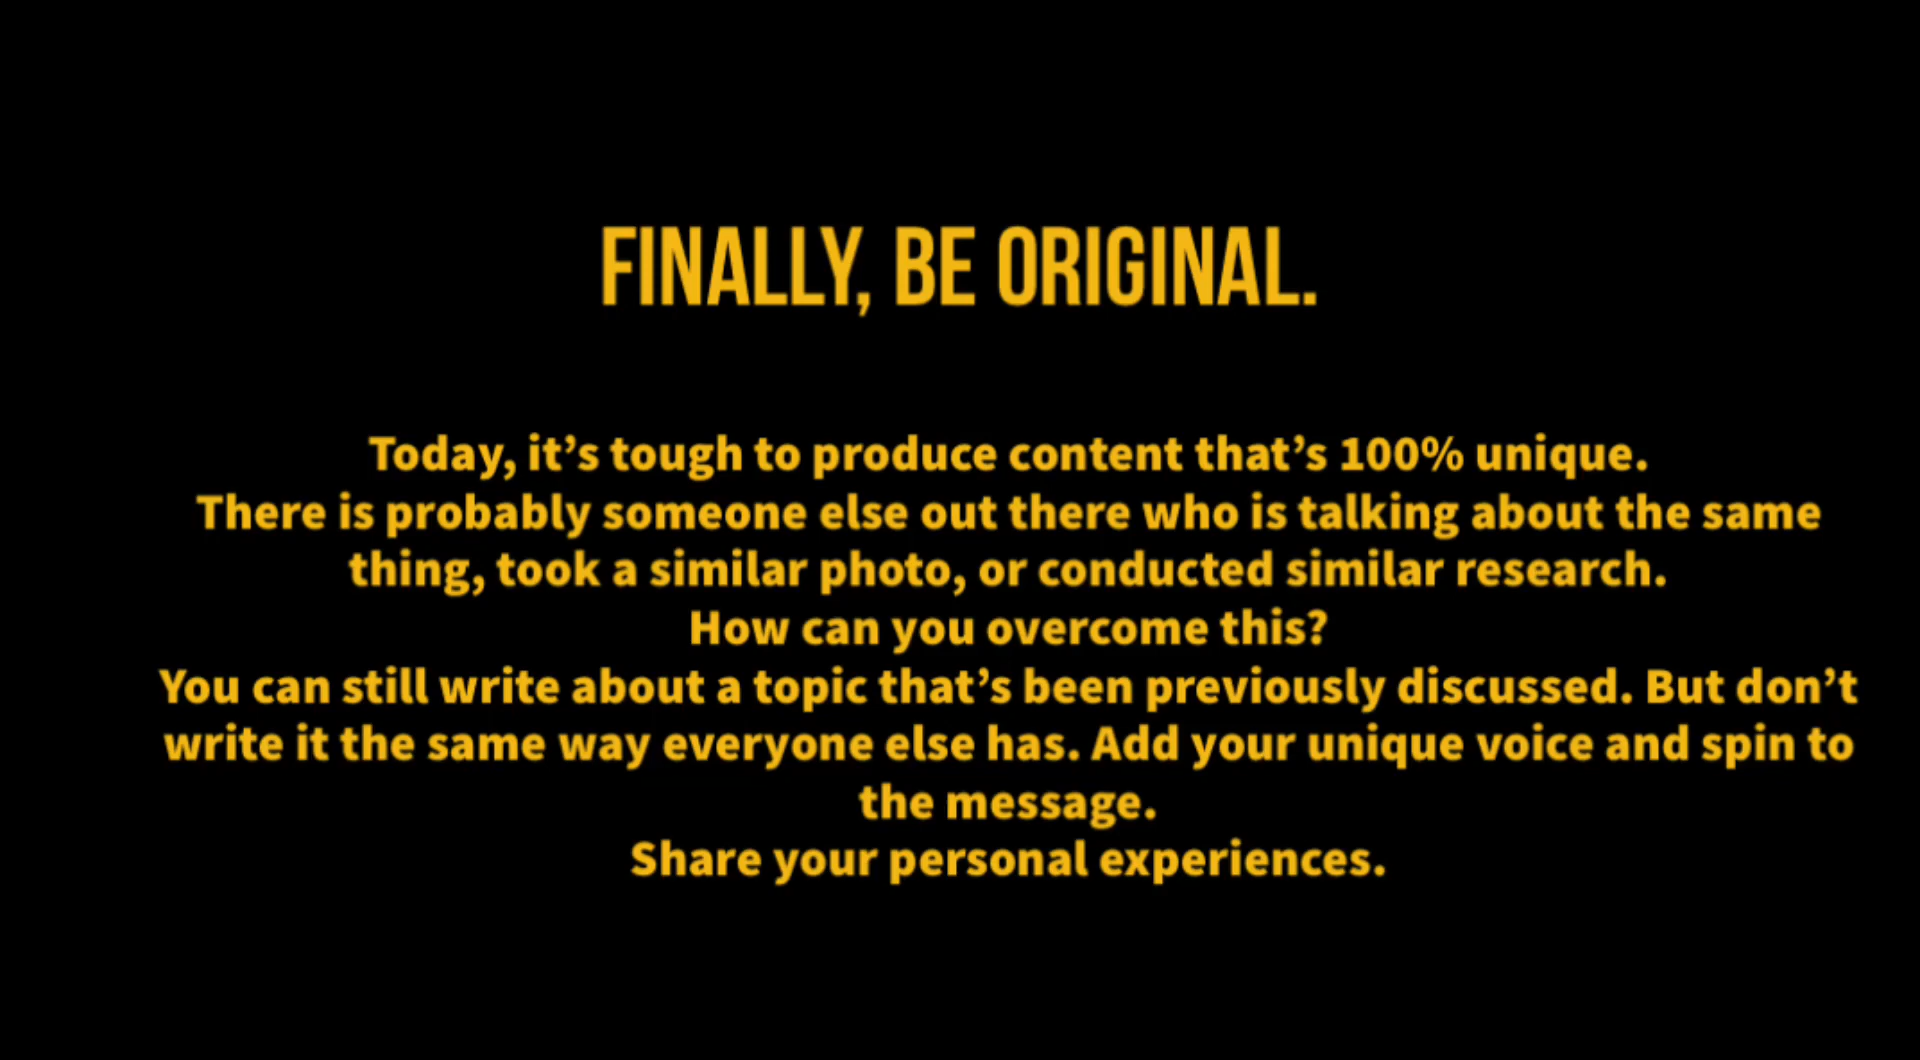 FINALLY, BE ORIGINAL.
Today, it’s tough to produce content that’s 100% unique.
There is probably someone else out there who is talking about the same
thing, took a similar photo, or conducted similar research.
How can you overcome this?
You can still write about a topic that’s been previously discussed. But don’t
write it the same way everyone else has. Add your unique voice and spin to
the message.
Share your personal experiences.